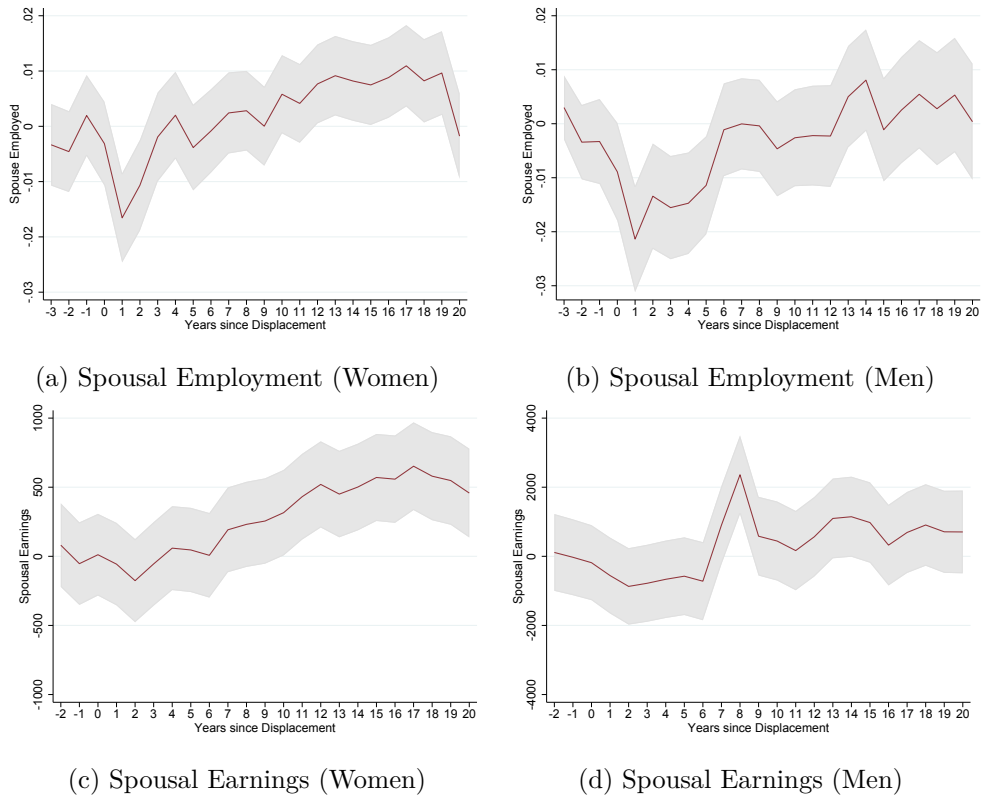 .02
.01
0
-.01
-.02
-.03
Spouse Employed
-3 -2 -1 0 1 2 3 4 5 6 7 8 9 10 11 12 13 14 15 16 17 18 19 20
Years since Displacement
(a) Spousal Employment (Women)
.02
.01
0
-.01
-.02
-.03
Spouse Employed
-3 -2 -1 0 1 2 3 4 5 6 7 8 9 10 11 12 13 14 15 16 17 18 19 20
Years since Displacement
(b) Spousal Employment (Men)
1000
500
0
-500
-1000
Spousal Earnings
-2 -1 0 1 2 3 4 5 6 7 8 9 10 11 12 13 14 15 16 17 18 19 20
Years since Displacement
(c) Spousal Earnings (Women)
4000
2000
0
-2000
-4000
Spousal Earnings
-2 -1 0 1 2 3 4 5 6 7 8 9 10 11 12 13 14 15 16 17 18 19 20
Years since Displacement
(d) Spousal Earnings (Men)